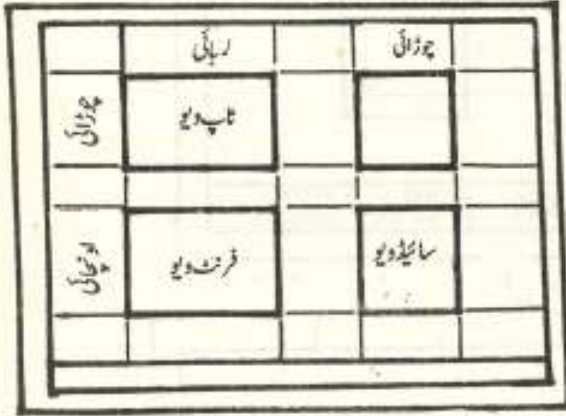 لمبائی چوڑائی
چوڑائی ٹاپ ویو
اونچائی فرنٹ ویو سائیڈ ویو